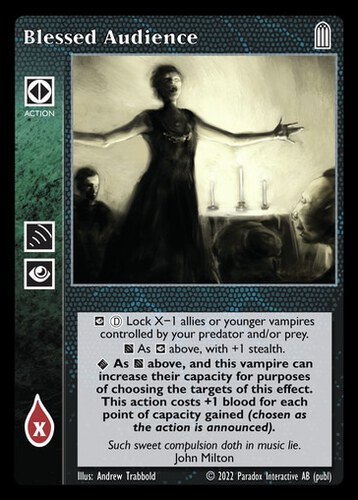 Blessed Audience
ACTION
D Lock X–1 allies or younger vampires
controlled by your predator and/or prey.
As above, with +1 stealth.
As above, and this vampire can
increase their capacity for purposes
of choosing the targets of this effect.
This action costs +1 blood for each
point of capacity gained (chosen as
the action is announced).
Such sweet compulsion doth in music lie.
John Milton
X
Illus: Andrew Trabbold © 2022 Paradox Interactive AB (publ)